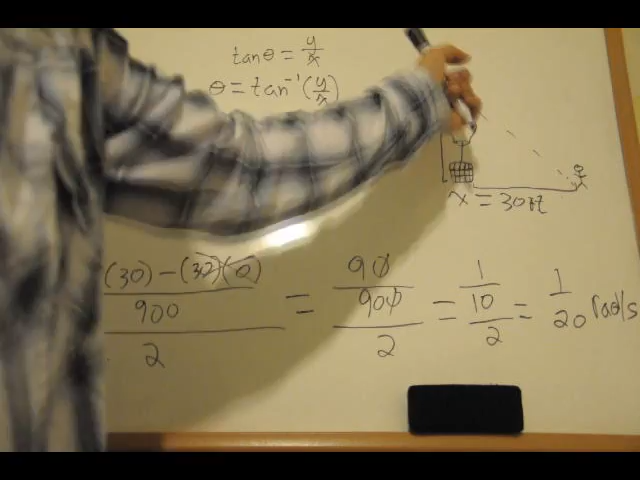 tanθ = y/x
θ = tan⁻¹(y/x)
x = 30ft
(30) - (30)(0) / 900 / 2 = 90 / 900 / 2 = 1 / 10 / 2 = 1 / 20 rad/s